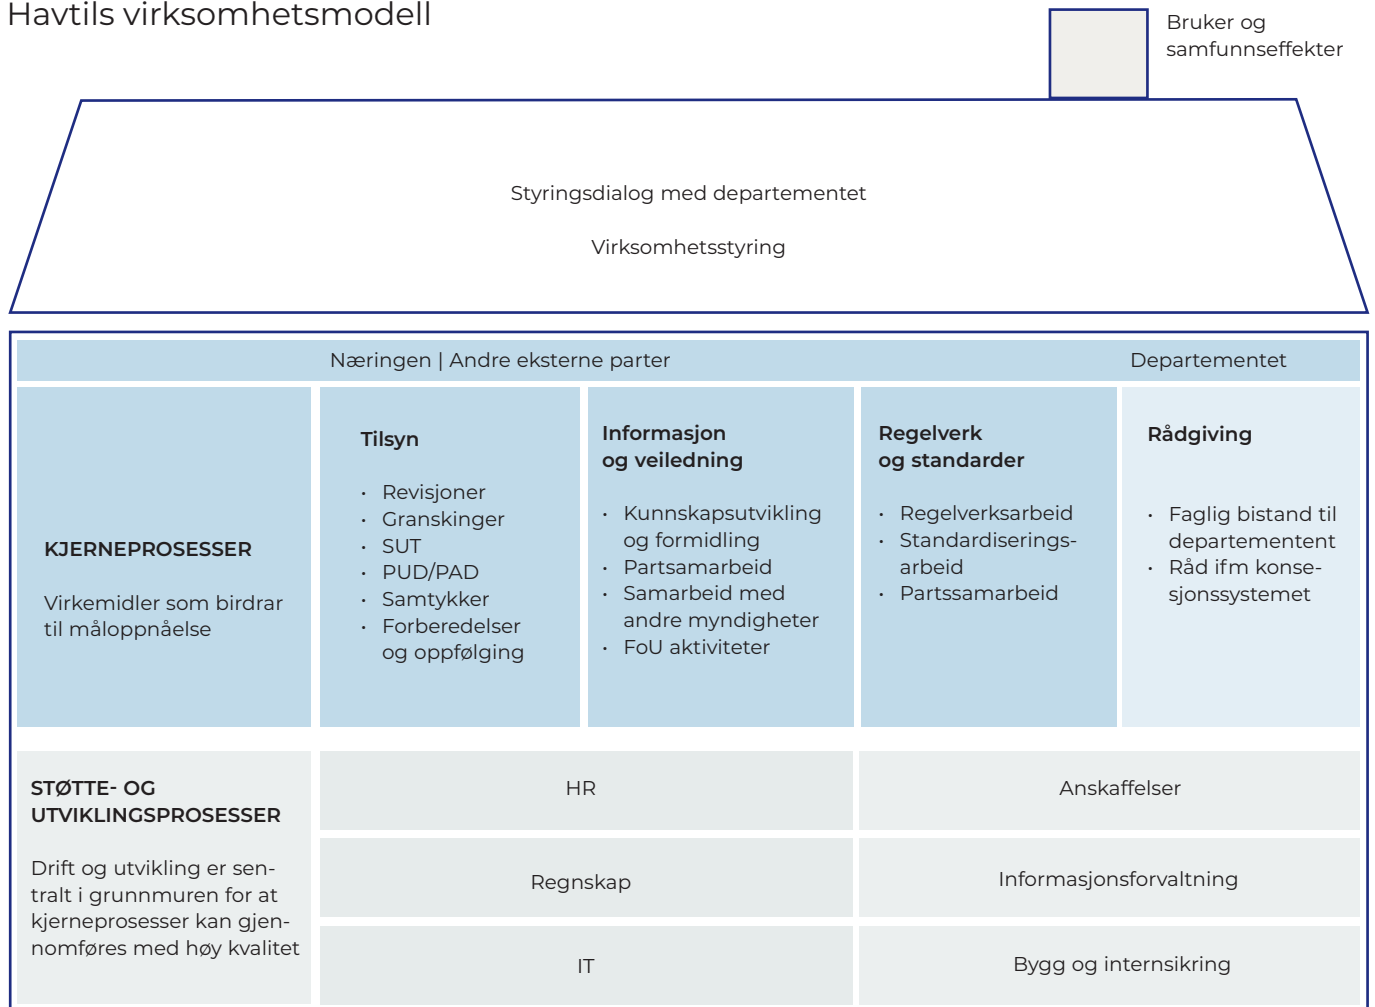 Havtils virksomhetsmodell
Bruker og
samfunnseffekter
Styringsdialog med departementet
Virksomhetsstyring
Næringen | Andre eksterne parter
Departementet
KJERNEPROSESSER
Virkemidler som birdrar
til måloppnåelse
Tilsyn
• Revisjoner
• Granskinger
• SUT
• PUD/PAD
• Samtykker
• Forberedelser
og oppfølging
Informasjon
og veiledning
• Kunnskapsutvikling
og formidling
• Partsamarbeid
• Samarbeid med
andre myndigheter
• FoU aktiviteter
Regelverk
og standarder
• Regelverksarbeid
• Standardiserings-
arbeid
• Partssamarbeid
Rådgiving
• Faglig bistand til
departementent
• Råd ifm konse-
sjonssystemet
STØTTE- OG
UTVIKLINGSPROSESSER
Drift og utvikling er sen-
tralt i grunnmuren for at
kjerneprosesser kan gjen-
nomføres med høy kvalitet
HR
Anskaffelser
Regnskap
Informasjonsforvaltning
IT
Bygg og internsikring